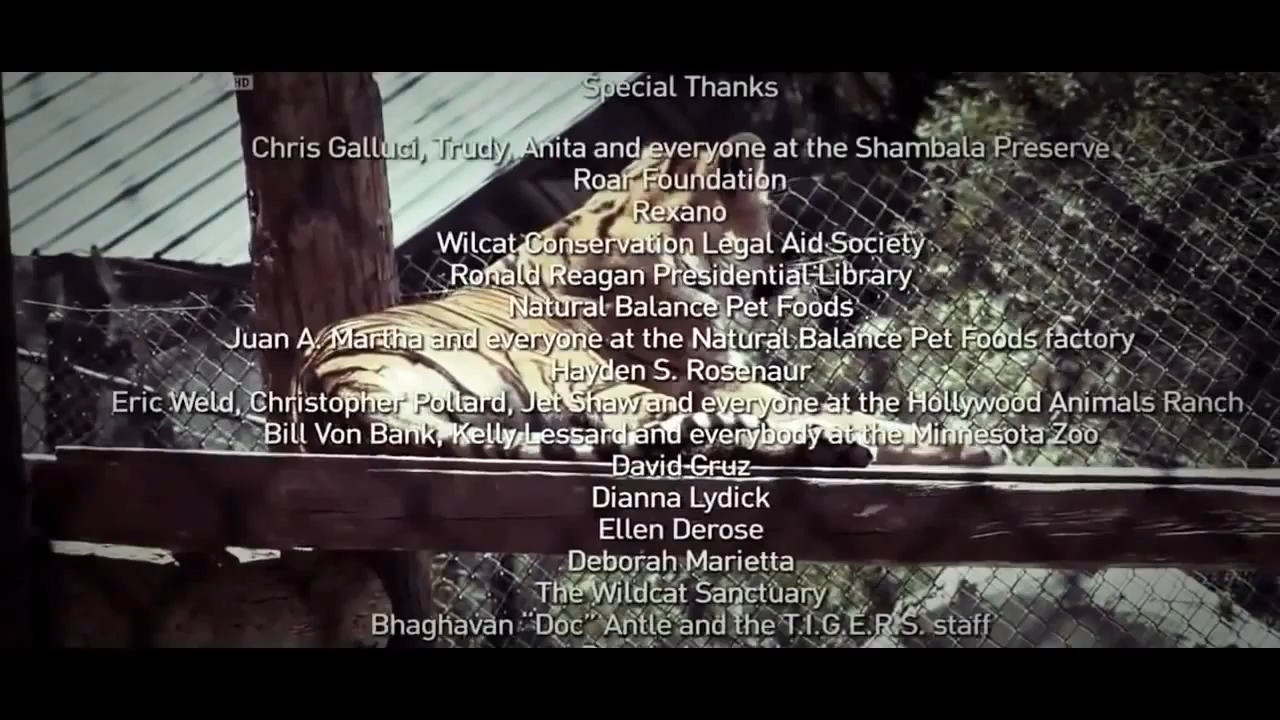 HD
Special Thanks
Chris Galluci, Trudy, Anita and everyone at the Shambala Preserve
Roar Foundation
Rexano
Wilcat Conservation Legal Aid Society
Ronald Reagan Presidential Library
Natural Balance Pet Foods
Juan A. Martha and everyone at the Natural Balance Pet Foods factory
Hayden S. Rosenaur
Eric Weld, Christopher Pollard, Jet Shaw and everyone at the Hollywood Animals Ranch
Bill Von Bank, Kelly Lessard and everybody at the Minnesota Zoo
David Cruz
Dianna Lydick
Ellen Derose
Deborah Marietta
The Wildcat Sanctuary
Bhaghavan “Doc” Antle and the T.I.G.E.R.S. staff